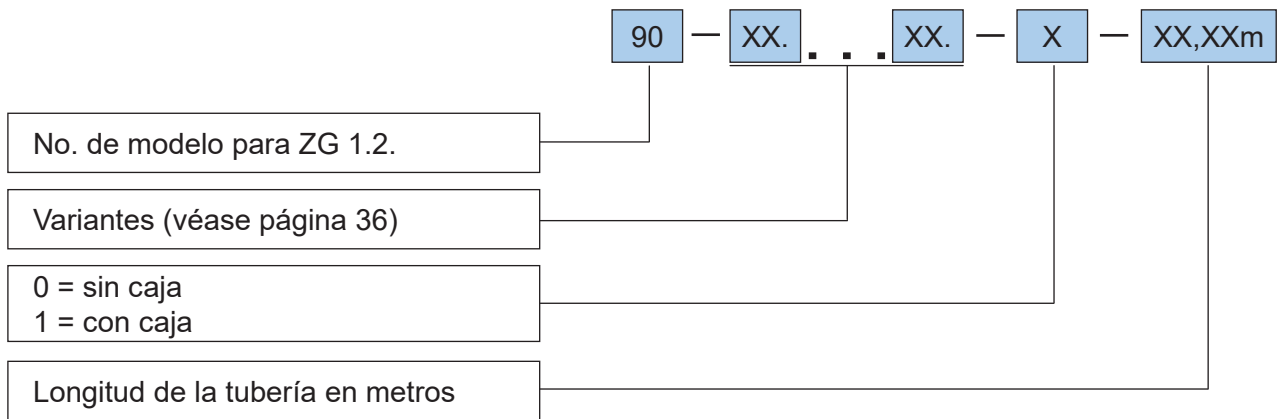 90 — XX. . . . XX. — X — XX,XXm
No. de modelo para ZG 1.2.
Variantes (véase página 36)
0 = sin caja
1 = con caja
Longitud de la tubería en metros